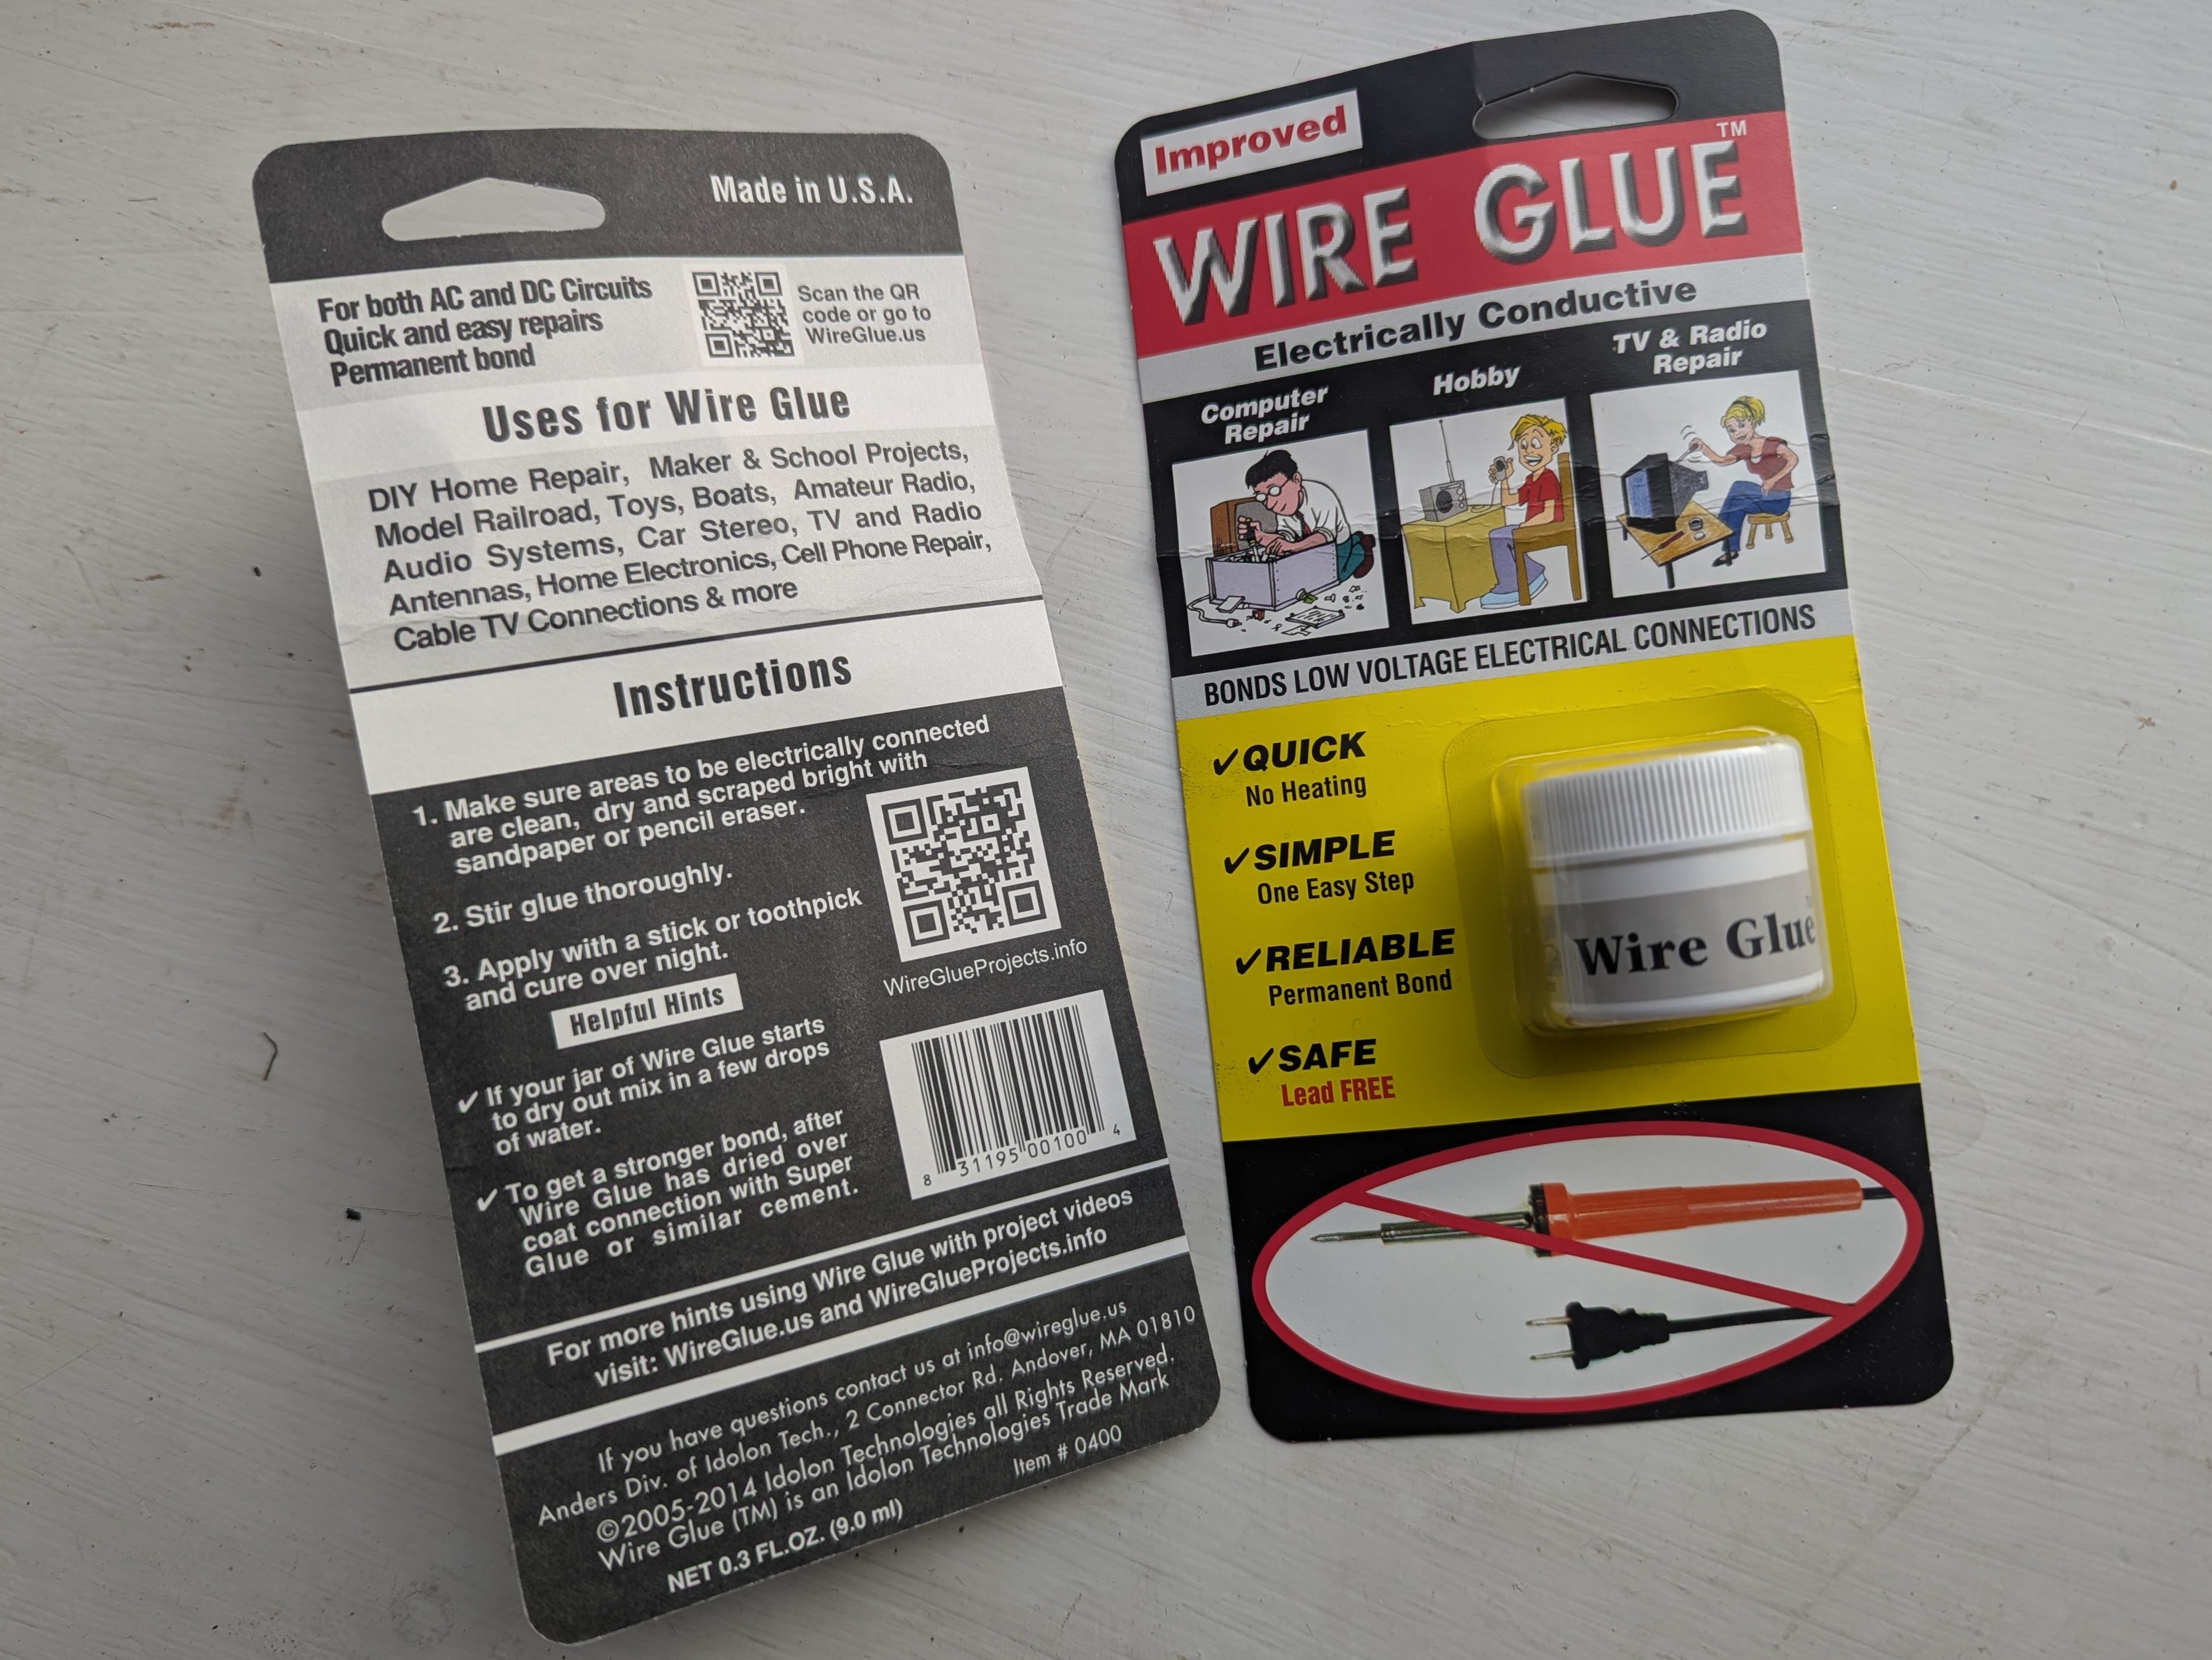 Made in U.S.A.
For both AC and DC Circuits
Quick and easy repairs
Permanent bond
Scan the QR
code or go to
WireGlue.us
Uses for Wire Glue
DIY Home Repair, Maker & School Projects,
Model Railroad, Toys, Boats, Amateur Radio,
Audio Systems, Car Stereo, TV and Radio
Antennas, Home Electronics, Cell Phone Repair,
Cable TV Connections & more
Instructions
1. Make sure areas to be electrically connected
are clean, dry and scraped bright with
sandpaper or pencil eraser.
2. Stir glue thoroughly.
3. Apply with a stick or toothpick
and cure over night.
WireGlueProjects.info
Helpful Hints
✓ If your jar of Wire Glue starts
to dry out mix in a few drops
of water.
✓ To get a stronger bond, after
Wire Glue has dried over
coat connection with Super
Glue or similar cement.
8 31195 00100 4
For more hints using Wire Glue with project videos
visit: WireGlue.us and WireGlueProjects.info
If you have questions contact us at info@wireglue.us
Anders Div. of Idolon Tech., 2 Connector Rd. Andover, MA 01810
©2005-2014 Idolon Technologies all Rights Reserved.
Wire Glue (TM) is an Idolon Technologies Trade Mark
Item # 0400
NET 0.3 FL.OZ. (9.0 ml)
Improved
WIRE GLUE™
Electrically Conductive
Computer
Repair
Hobby
TV & Radio
Repair
BONDS LOW VOLTAGE ELECTRICAL CONNECTIONS
✓QUICK
No Heating
✓SIMPLE
One Easy Step
✓RELIABLE
Permanent Bond
✓SAFE
Lead FREE
Wire Glue